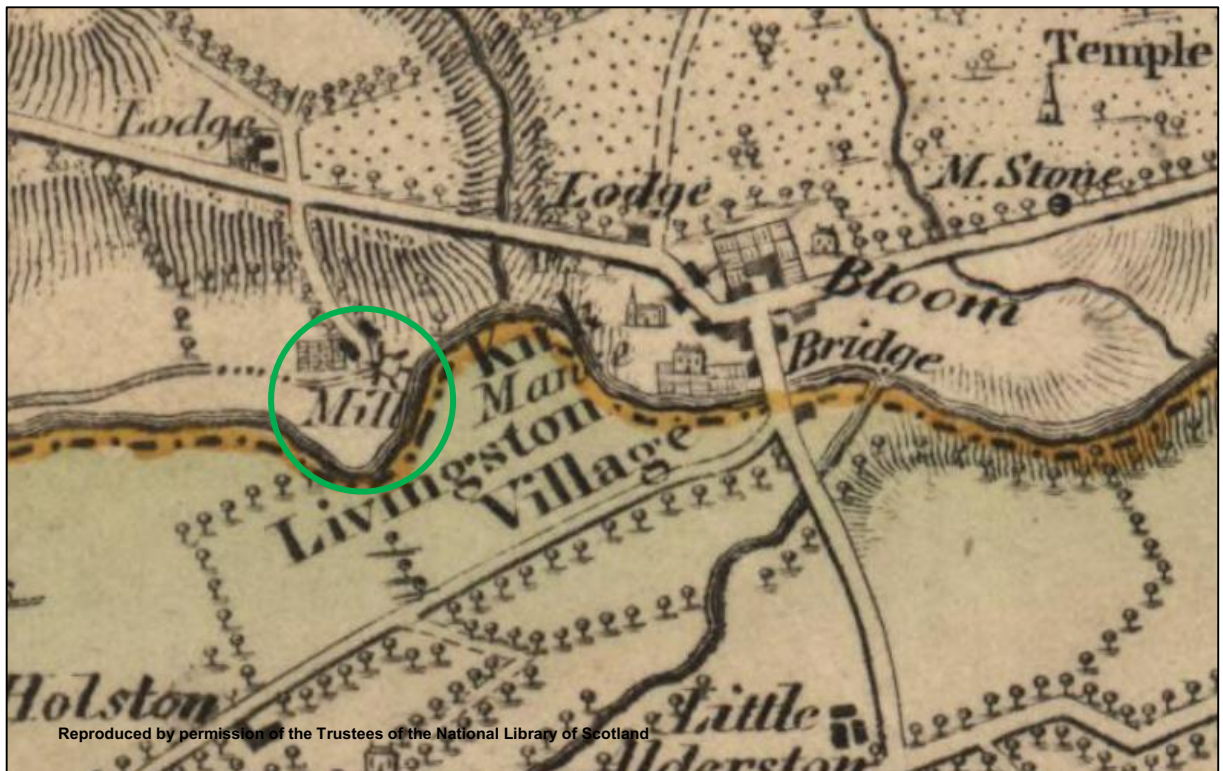 Temple
Lodge
Lodge
M. Stone
Bloom
Bridge
Mill
Livingston
Village
Holston
Little
Alderston
Reproduced by permission of the Trustees of the National Library of Scotland